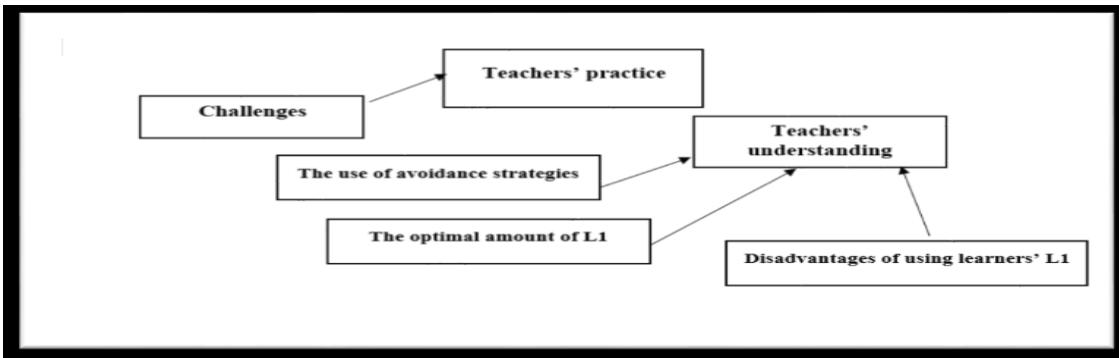 Teachers’ practice
Challenges
Teachers’
understanding
The use of avoidance strategies
The optimal amount of L1
Disadvantages of using learners’ L1